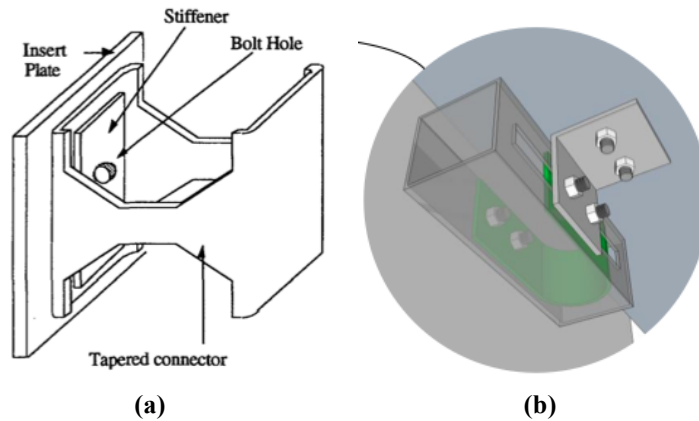 Stiffener
Insert
Plate
Bolt Hole
Tapered connector
(a)
(b)